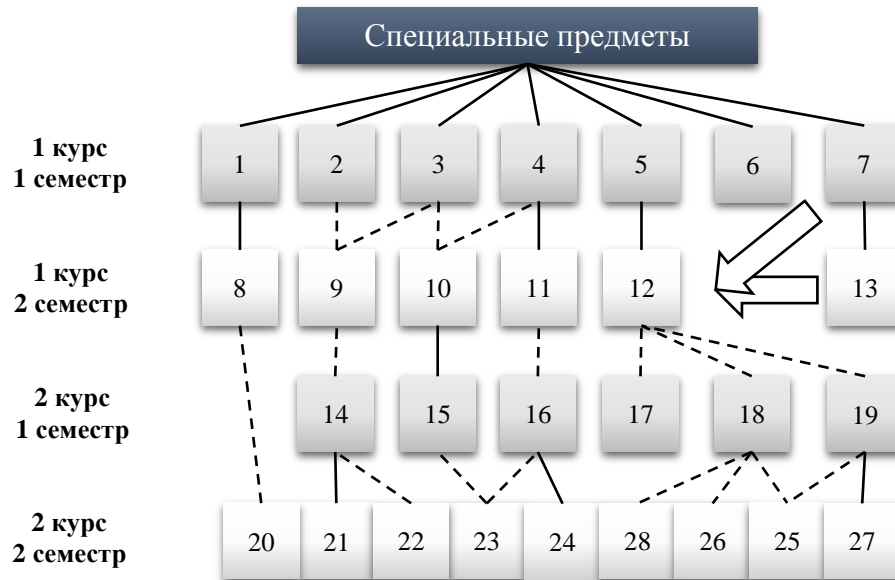 Специальные предметы
1 курс
1 семестр
1 2 3 4 5 6 7
1 курс
2 семестр
8 9 10 11 12 13
2 курс
1 семестр
14 15 16 17 18 19
2 курс
2 семестр
20 21 22 23 24 28 26 25 27